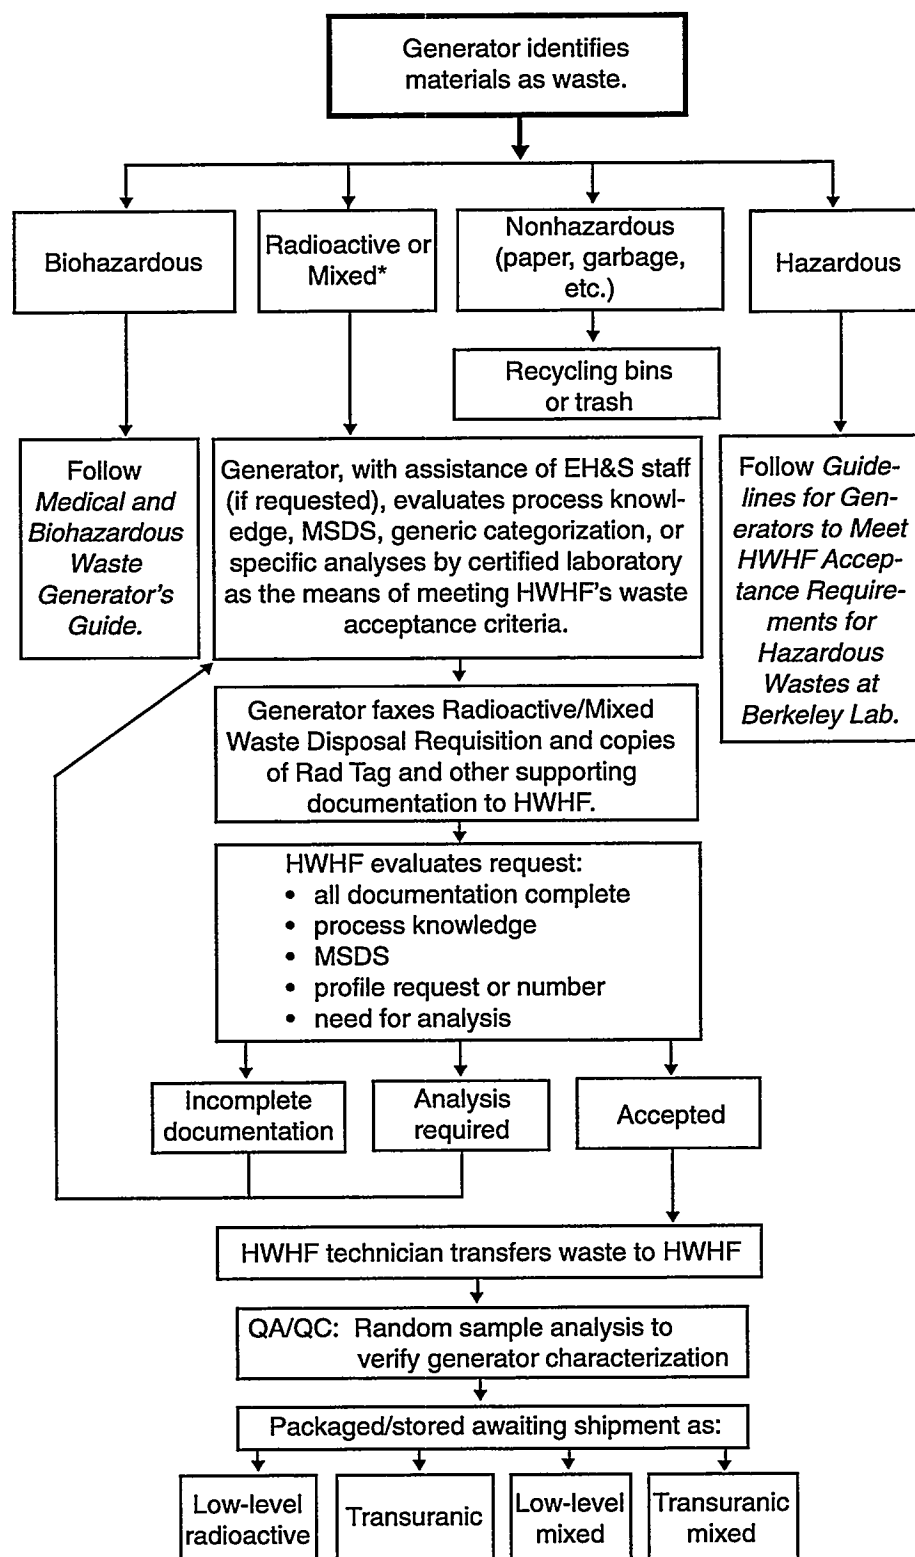 Generator identifies
materials as waste.
Biohazardous
Radioactive or
Mixed*
Nonhazardous
(paper, garbage,
etc.)
Hazardous
Recycling bins
or trash
Follow
Medical and
Biohazardous
Waste
Generator's
Guide.
Generator, with assistance of EH&S staff
(if requested), evaluates process knowl-
edge, MSDS, generic categorization, or
specific analyses by certified laboratory
as the means of meeting HWHF's waste
acceptance criteria.
Follow Guide-
lines for Gen-
erators to Meet
HWHF Accep-
tance Require-
ments for
Hazardous
Wastes at
Berkeley Lab.
Generator faxes Radioactive/Mixed
Waste Disposal Requisition and copies
of Rad Tag and other supporting
documentation to HWHF.
HWHF evaluates request:
• all documentation complete
• process knowledge
• MSDS
• profile request or number
• need for analysis
Incomplete
documentation
Analysis
required
Accepted
HWHF technician transfers waste to HWHF
QA/QC: Random sample analysis to
verify generator characterization
Packaged/stored awaiting shipment as:
Low-level
radioactive
Transuranic
Low-level
mixed
Transuranic
mixed